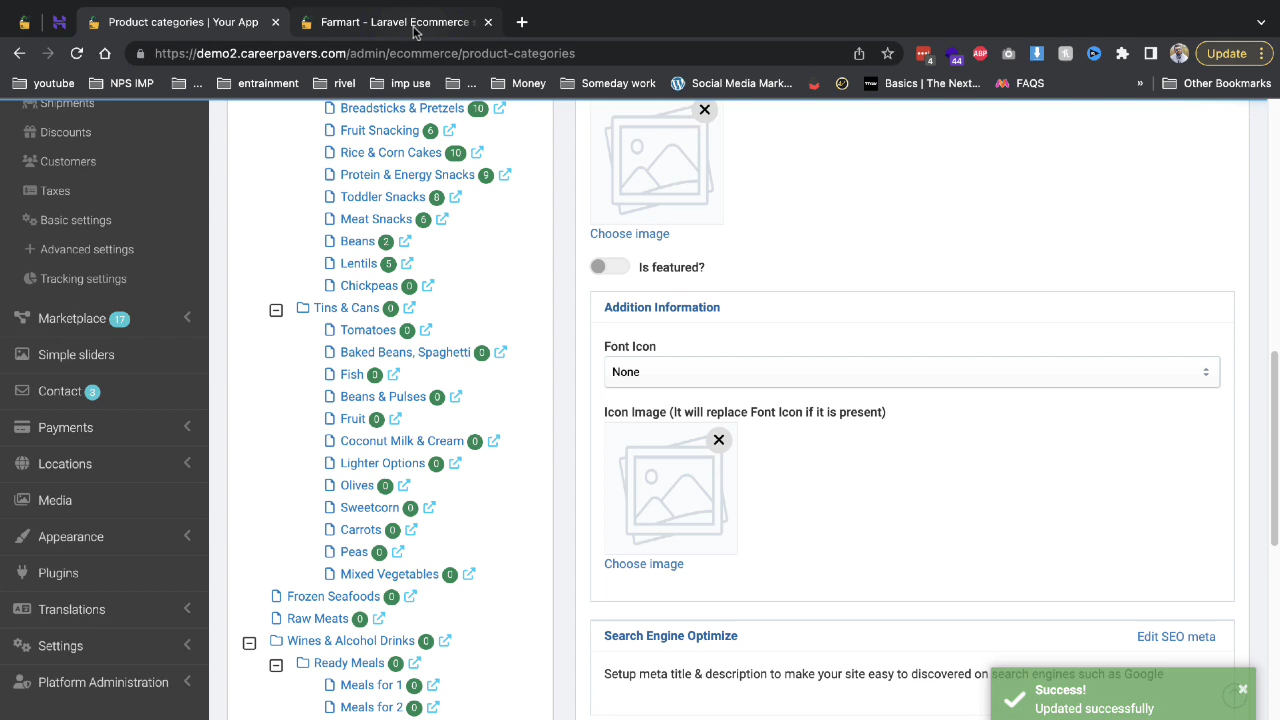 Product categories | Your App
Farmart - Laravel Ecommerce s
https://demo2.careerpavers.com/admin/ecommerce/product-categories
4
44
ABP
Update
youtube
NPS IMP
...
entrainment
rivel
imp use
...
Money
Someday work
Social Media Mark...
Basics | The Next...
FAQS
»
Other Bookmarks
Shipments
Discounts
Customers
Taxes
Basic settings
Advanced settings
Tracking settings
Marketplace 17
Simple sliders
Contact 3
Payments
Locations
Media
Appearance
Plugins
Translations
Settings
Platform Administration
Breadsticks & Pretzels 10
Fruit Snacking 6
Rice & Corn Cakes 10
Protein & Energy Snacks 9
Toddler Snacks 8
Meat Snacks 6
Beans 2
Lentils 5
Chickpeas 0
Tins & Cans 0
Tomatoes 0
Baked Beans, Spaghetti 0
Fish 0
Beans & Pulses 0
Fruit 0
Coconut Milk & Cream 0
Lighter Options 0
Olives 0
Sweetcorn 0
Carrots 0
Peas 0
Mixed Vegetables 0
Frozen Seafoods 0
Raw Meats 0
Wines & Alcohol Drinks 0
Ready Meals 0
Meals for 1 0
Meals for 2 0
Choose image
Is featured?
Addition Information
Font Icon
None
Icon Image (It will replace Font Icon if it is present)
Choose image
Search Engine Optimize
Edit SEO meta
Setup meta title & description to make your site easy to discovered on search engines such as Google
Success!
Updated successfully